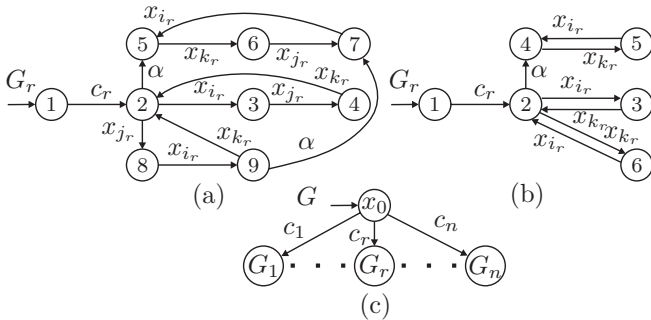 x_{i_r}
5 x_{k_r} 6 x_{j_r} 7
G_r α x_{k_r}
1 c_r 2 x_{i_r} 3 x_{j_r} 4
x_{j_r} x_{k_r} α
8 x_{i_r} 9
(a)
x_{i_r}
4 x_{k_r} 5
G_r α x_{i_r}
1 c_r 2 3
x_{k_r} x_{k_r}
x_{i_r} 6
(b)
G x_0
c_1 c_r c_n
G_1 · · · G_r · · · G_n
(c)